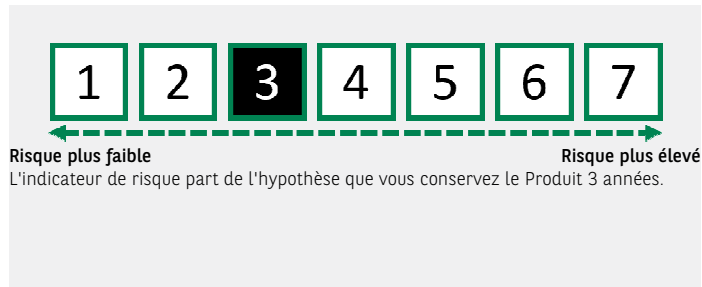 1 2 3 4 5 6 7
Risque plus faible Risque plus élevé
L'indicateur de risque part de l'hypothèse que vous conservez le Produit 3 années.